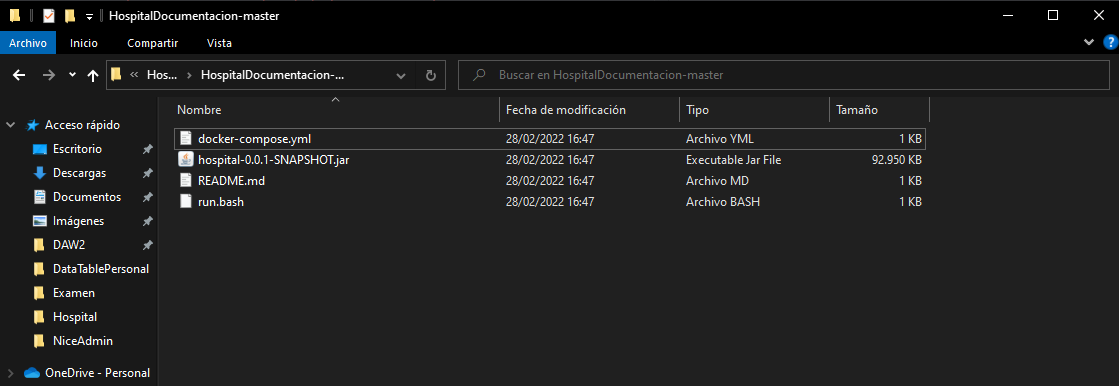 HospitalDocumentacion-master
Archivo Inicio Compartir Vista
Hos... HospitalDocumentacion-... Buscar en HospitalDocumentacion-master
Nombre Fecha de modificación Tipo Tamaño
Acceso rápido
Escritorio
Descargas
Documentos
Imágenes
DAW2
DataTablePersonal
Examen
Hospital
NiceAdmin
OneDrive - Personal
docker-compose.yml 28/02/2022 16:47 Archivo YML 1 KB
hospital-0.0.1-SNAPSHOT.jar 28/02/2022 16:47 Executable Jar File 92.950 KB
README.md 28/02/2022 16:47 Archivo MD 1 KB
run.bash 28/02/2022 16:47 Archivo BASH 1 KB